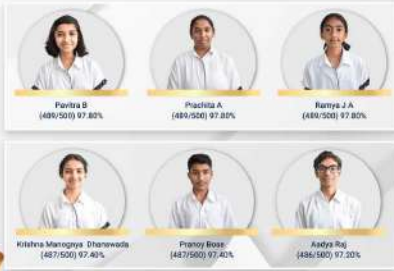 Pavitra B
(489/500) 97.80%
Prachita A
(489/500) 97.80%
Ramya J A
(489/500) 97.80%
Krishna Manognya Dhanawada
(487/500) 97.40%
Pranoy Bose
(487/500) 97.40%
Aadya Raj
(486/500) 97.20%